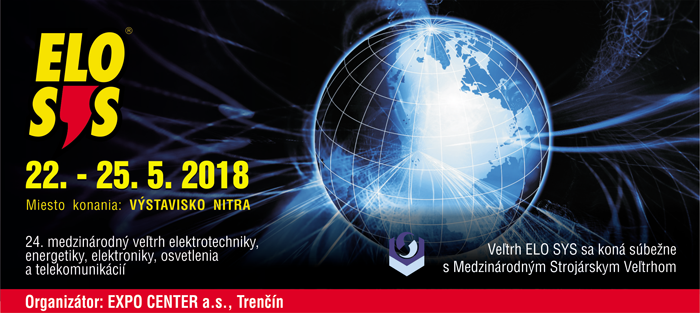 ELO
SYS
®
22. - 25. 5. 2018
Miesto konania: VÝSTAVISKO NITRA
24. medzinárodný veľtrh elektrotechniky,
energetiky, elektroniky, osvetlenia
a telekomunikácií
Veľtrh ELO SYS sa koná súbežne
s Medzinárodným Strojárskym Veľtrhom
Organizátor: EXPO CENTER a.s., Trenčín